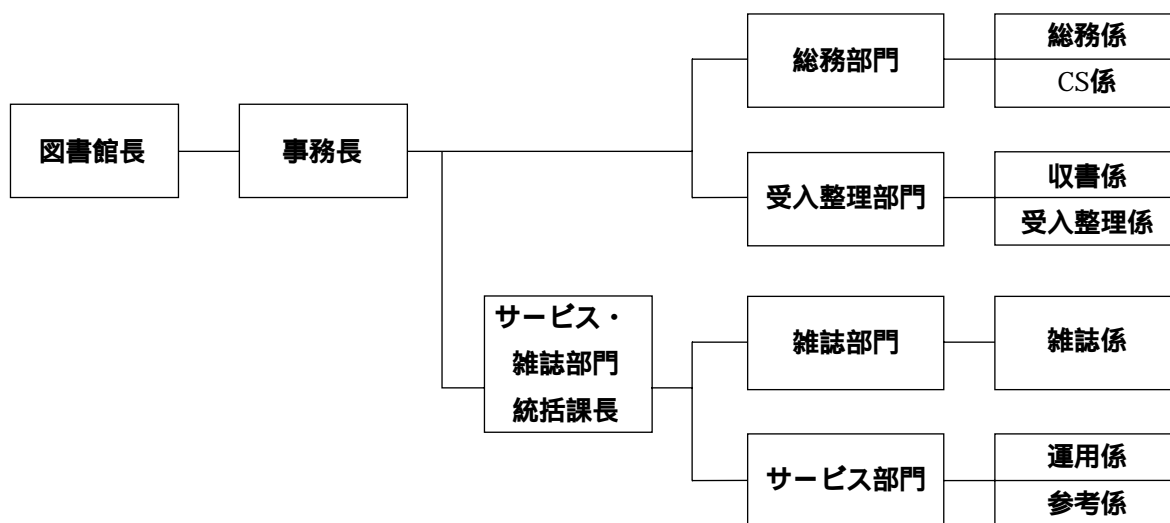 図書館長
事務長
総務部門
総務係
CS係
受入整理部門
収書係
受入整理係
サービス・
雑誌部門
統括課長
雑誌部門
雑誌係
サービス部門
運用係
参考係